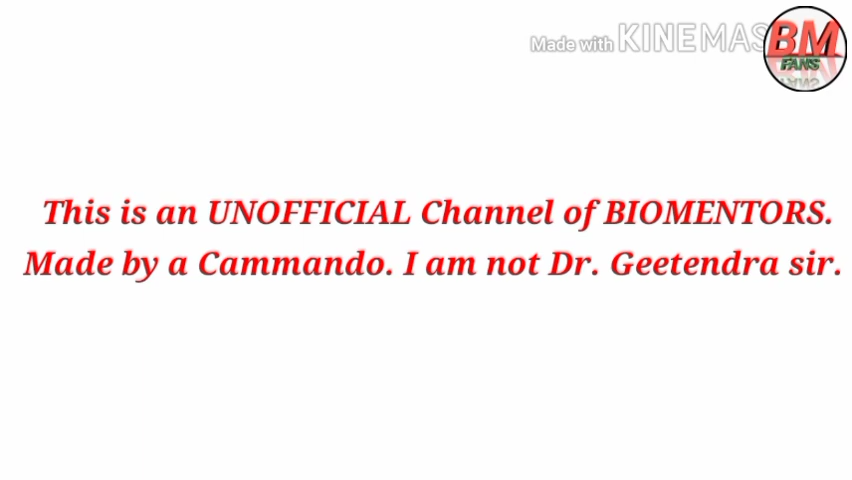 Made with KINEMAS
BM
FANS
This is an UNOFFICIAL Channel of BIOMENTORS.
Made by a Cammando. I am not Dr. Geetendra sir.